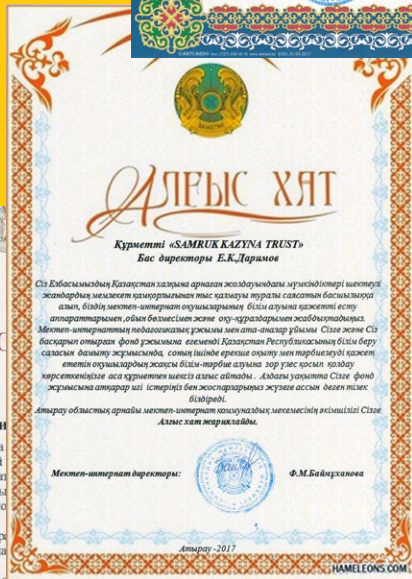 АЛҒЫС ХАТ
Құрметті «SAMRUK KAZYNA TRUST»
Бас директоры Е.К.Даримов
Сіз Елбасымыздың Қазақстан халқына арнаған жолдауындағы мүмкіндіктері шектеулі
жандардың мемлекет қамқорлығынан тыс қалмауы туралы саясатын басшылыққа
алып, біздің мектеп-интернат оқушыларының білім алуына қажетті есту
аппараттарымен ,ойын бөлмесімен және оқу-құралдарымен жабдықтадыңыз.
Мектеп-интернаттың педагогикалық ұжымы мен ата-аналар ұйымы Сізге және Сіз
басқарып отырған фонд ұжымына егеменді Қазақстан Республикасының білім беру
саласын дамыту жұмысында, соның ішінде ерекше оқыту мен тәрбиелеуді қажет
ететін оқушылардың жақсы білім-тәрбие алуына зор үлес қосып қолдау
көрсеткеніңізге аса құрметпен шексіз алғыс айтады . Алдағы уақытта Сізге фонд
жұмысына атқарар игі істеріңіз бен жоспарларыңыз жүзеге ассын деген тілек
білдіреді.
Атырау облыстық арнайы мектеп-интернат коммуналдық мекемесінің әкімшілігі Сізге
Алғыс хат жариялайды.
Мектеп-интернат директоры: Ф.М.Баймұханова
Атырау -2017
HAMELEONS.COM